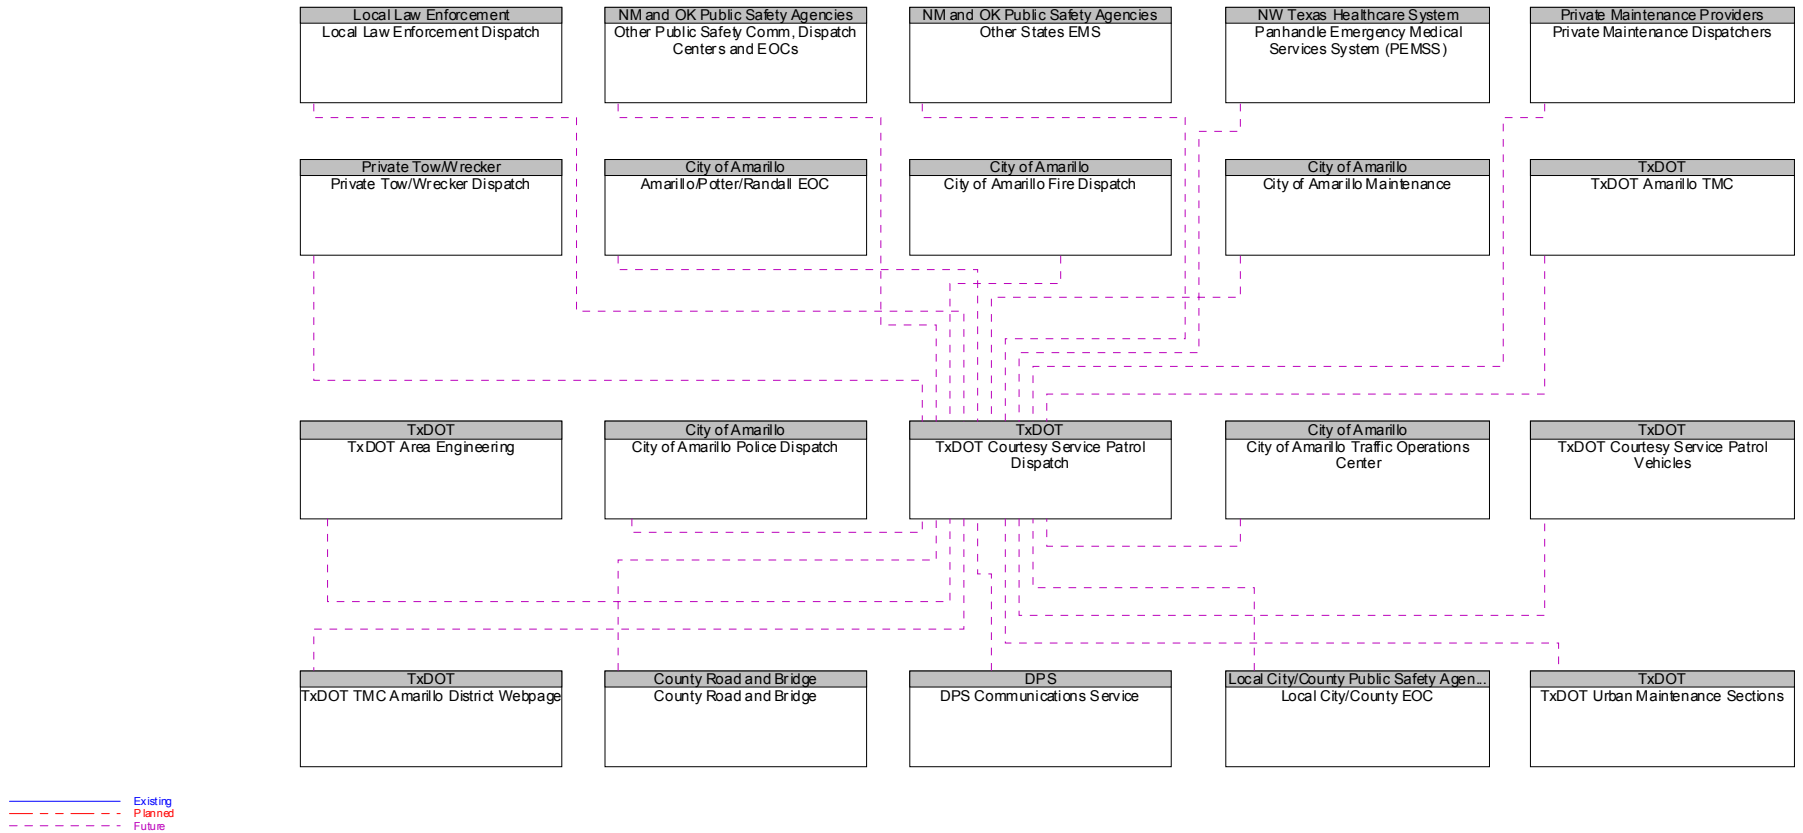 Local Law Enforcement
Local Law Enforcement Dispatch
NM and OK Public Safety Agencies
Other Public Safety Comm, Dispatch
Centers and EOCs
NM and OK Public Safety Agencies
Other States EMS
NW Texas Healthcare System
Panhandle Emergency Medical
Services System (PEMSS)
Private Maintenance Providers
Private Maintenance Dispatchers
Private Tow/Wrecker
Private Tow/Wrecker Dispatch
City of Amarillo
Amarillo/Potter/Randall EOC
City of Amarillo
City of Amarillo Fire Dispatch
City of Amarillo
City of Amarillo Maintenance
TxDOT
TxDOT Amarillo TMC
TxDOT
TxDOT Area Engineering
City of Amarillo
City of Amarillo Police Dispatch
TxDOT
TxDOT Courtesy Service Patrol
Dispatch
City of Amarillo
City of Amarillo Traffic Operations
Center
TxDOT
TxDOT Courtesy Service Patrol
Vehicles
TxDOT
TxDOT TMC Amarillo District Webpage
County Road and Bridge
County Road and Bridge
DPS
DPS Communications Service
Local City/County Public Safety Agen...
Local City/County EOC
TxDOT
TxDOT Urban Maintenance Sections
Existing
Planned
Future